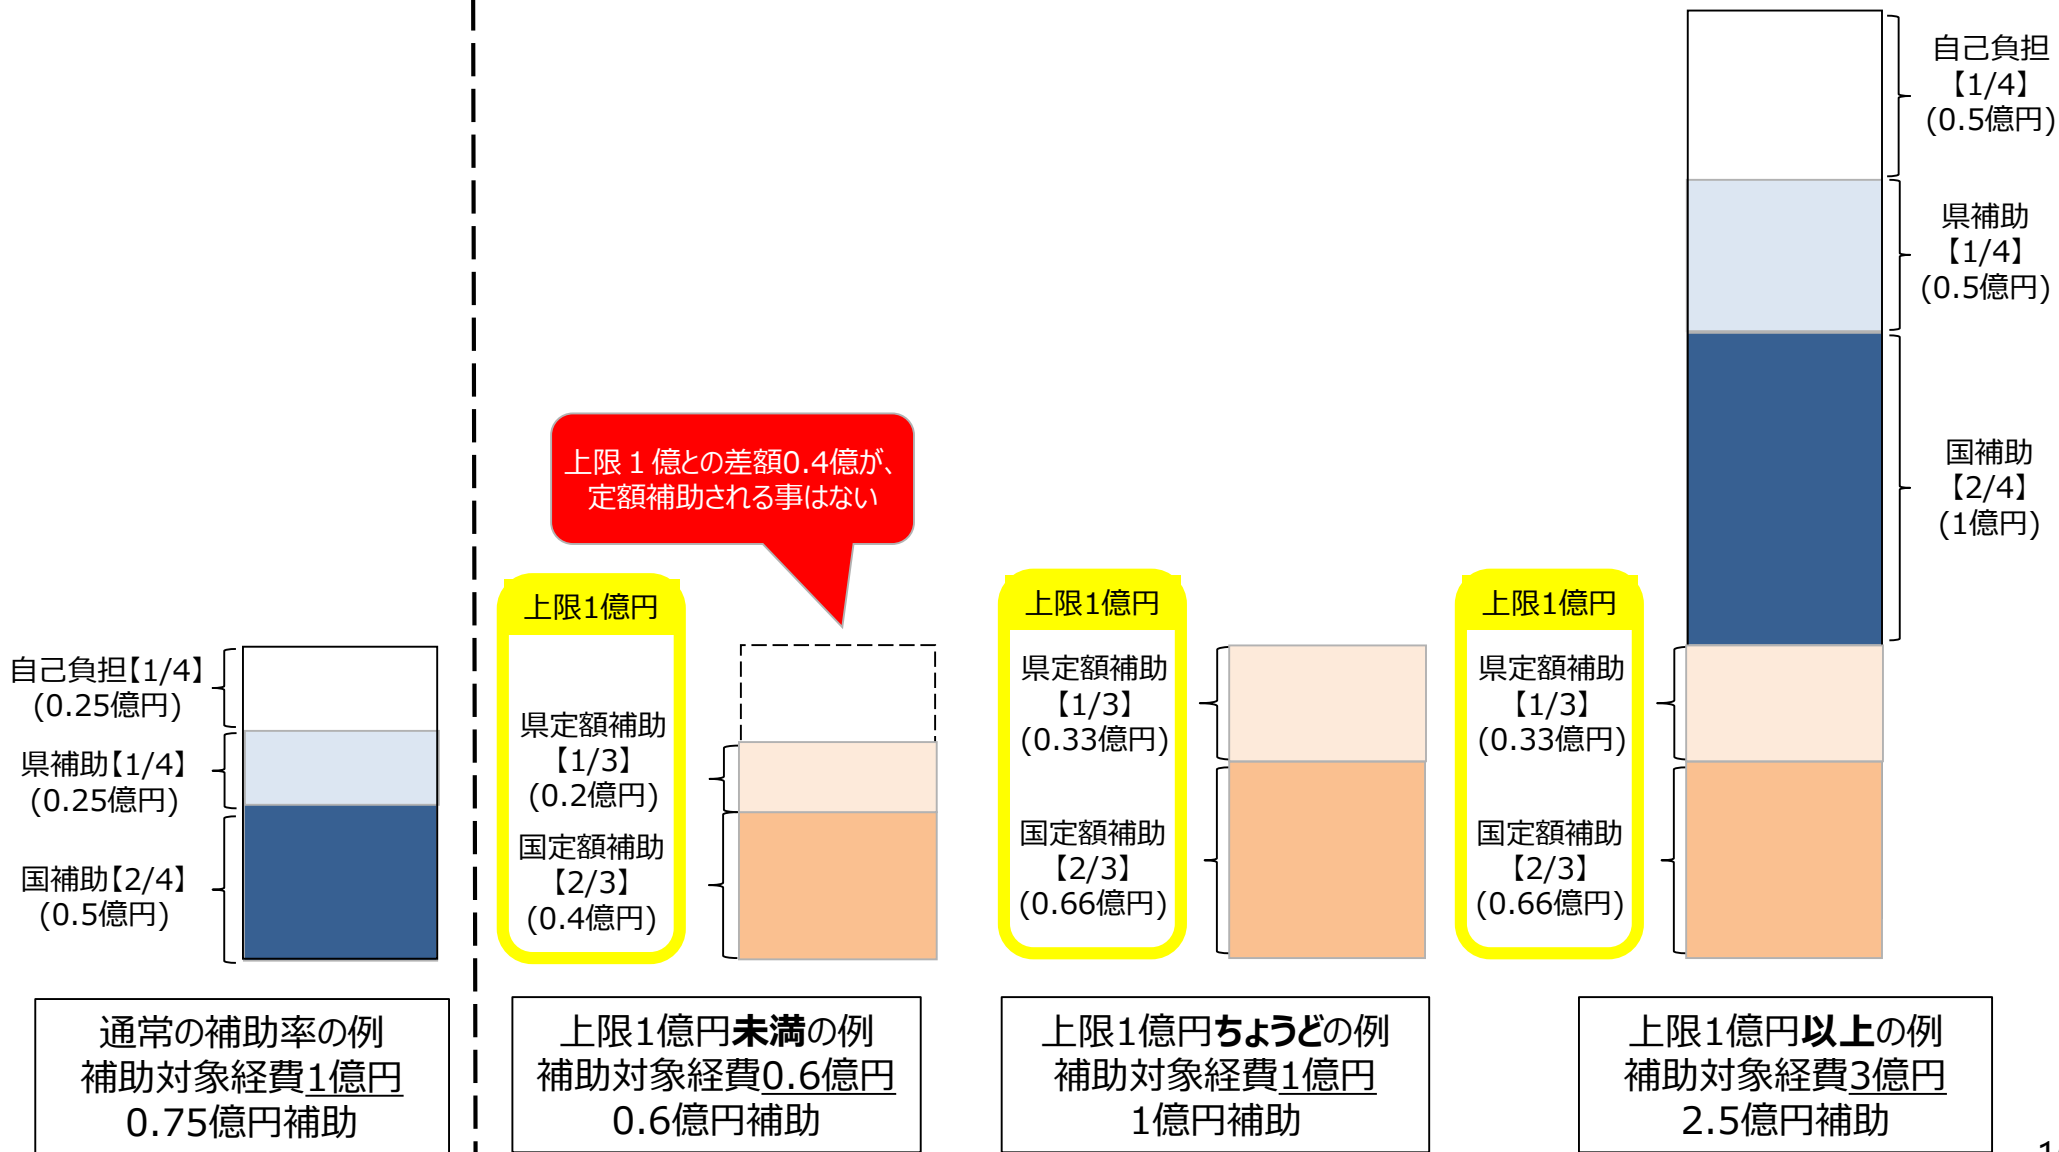 自己負担【1/4】
(0.25億円)
県補助【1/4】
(0.25億円)
国補助【2/4】
(0.5億円)
通常の補助率の例
補助対象経費1億円
0.75億円補助
上限１億との差額0.4億が、
定額補助される事はない
上限1億円
県定額補助
【1/3】
(0.2億円)
国定額補助
【2/3】
(0.4億円)
上限1億円未満の例
補助対象経費0.6億円
0.6億円補助
上限1億円
県定額補助
【1/3】
(0.33億円)
国定額補助
【2/3】
(0.66億円)
上限1億円ちょうどの例
補助対象経費1億円
1億円補助
自己負担
【1/4】
(0.5億円)
県補助
【1/4】
(0.5億円)
国補助
【2/4】
(1億円)
上限1億円
県定額補助
【1/3】
(0.33億円)
国定額補助
【2/3】
(0.66億円)
上限1億円以上の例
補助対象経費3億円
2.5億円補助